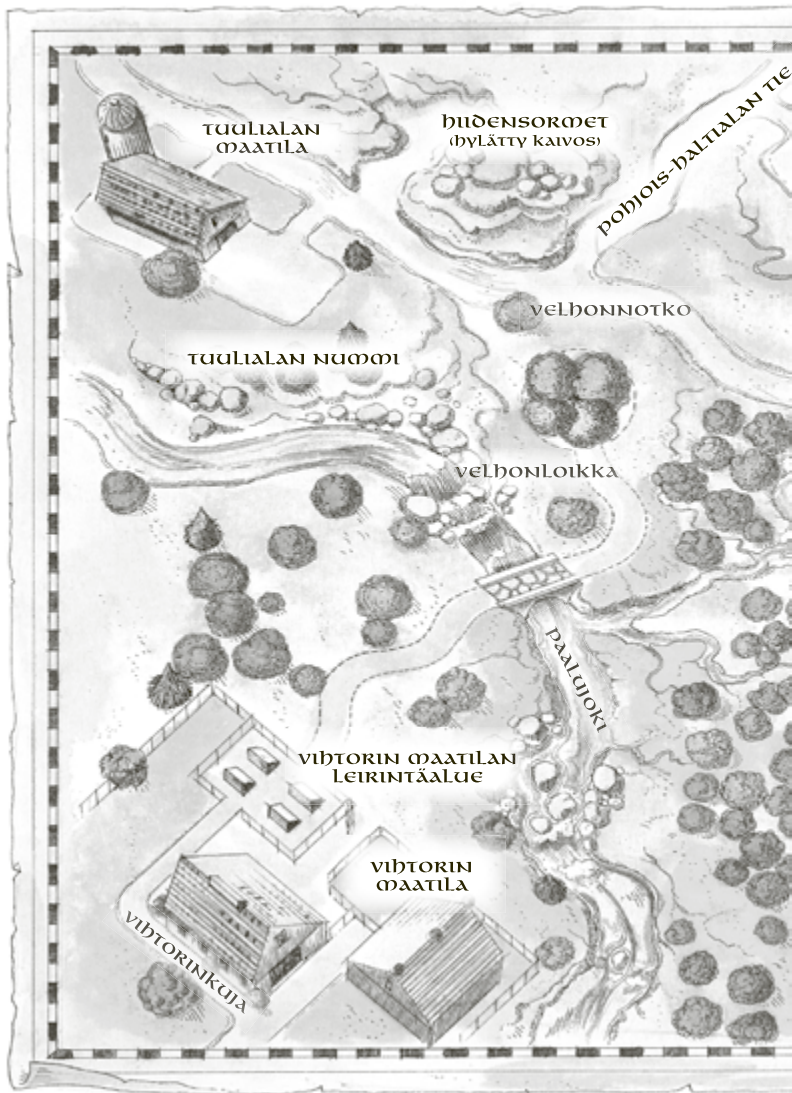 TUULIALAN
MAATILA
HIIDENSORMET
(HYLÄTTY KAIVOS)
POHJOIS-HALTIALAN TIE
VELHONNOTKO
TUULIALAN NUMMI
VELHONLOIKKA
PAALUJOKI
VIHTORIN MAATILAN
LEIRINTÄALUE
VIHTORIN
MAATILA
VIHTORINKUJA